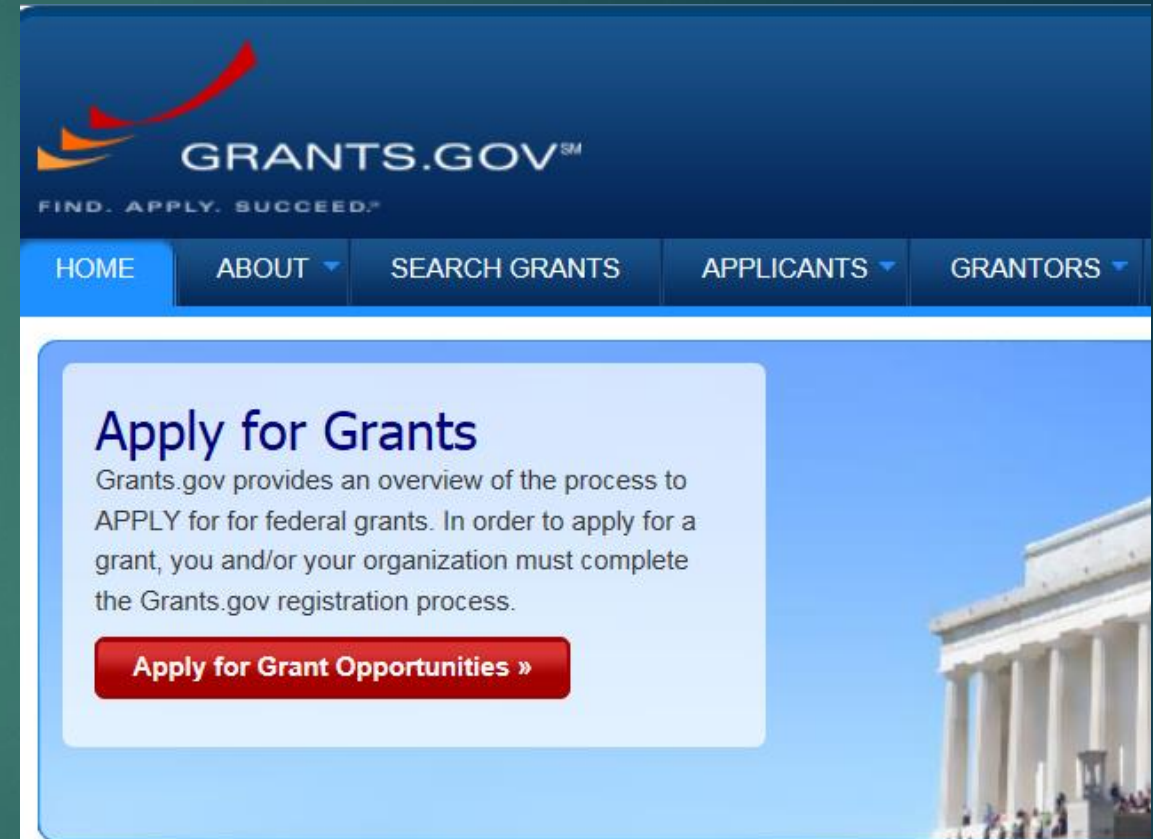 GRANTS.GOV℠
FIND. APPLY. SUCCEED.℠
HOME ABOUT SEARCH GRANTS APPLICANTS GRANTORS
Apply for Grants
Grants.gov provides an overview of the process to
APPLY for for federal grants. In order to apply for a
grant, you and/or your organization must complete
the Grants.gov registration process.
Apply for Grant Opportunities »